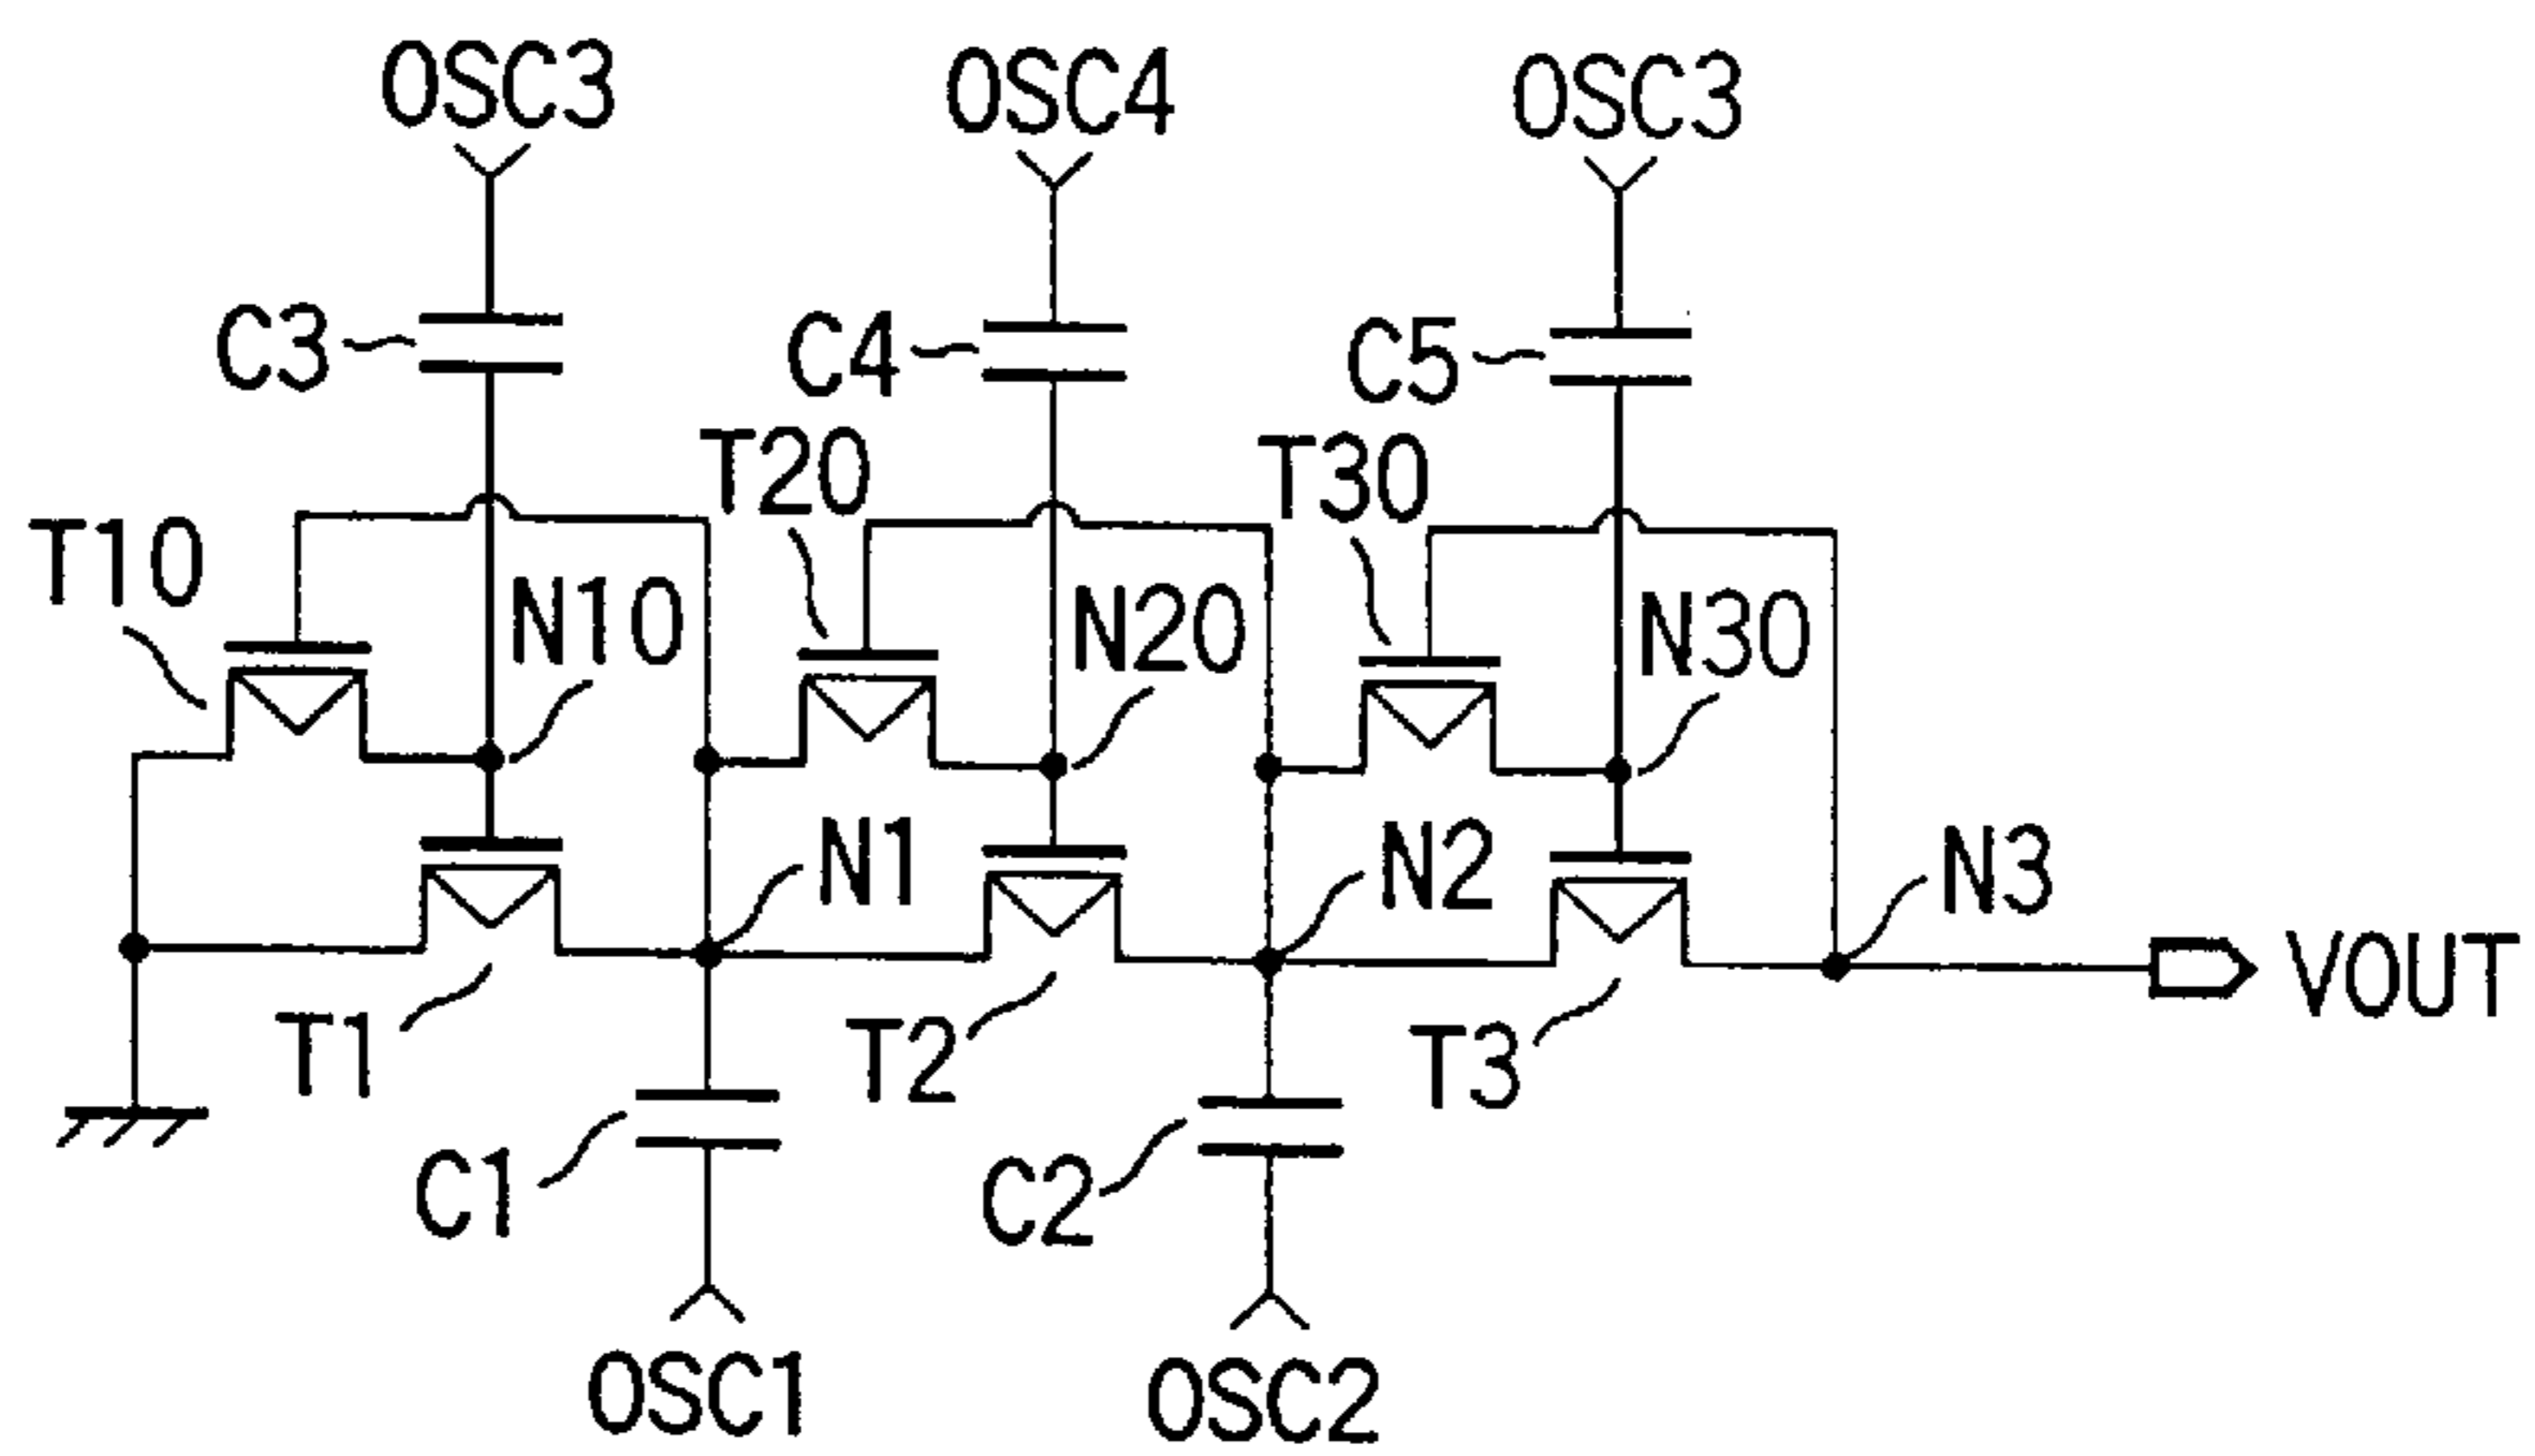 OSC3 OSC4 OSC3
C3 C4 C5
T20 T30
T10
N10 N20 N30
N1 N2 N3
VOUT
T1 T2 T3
C1 C2
OSC1 OSC2